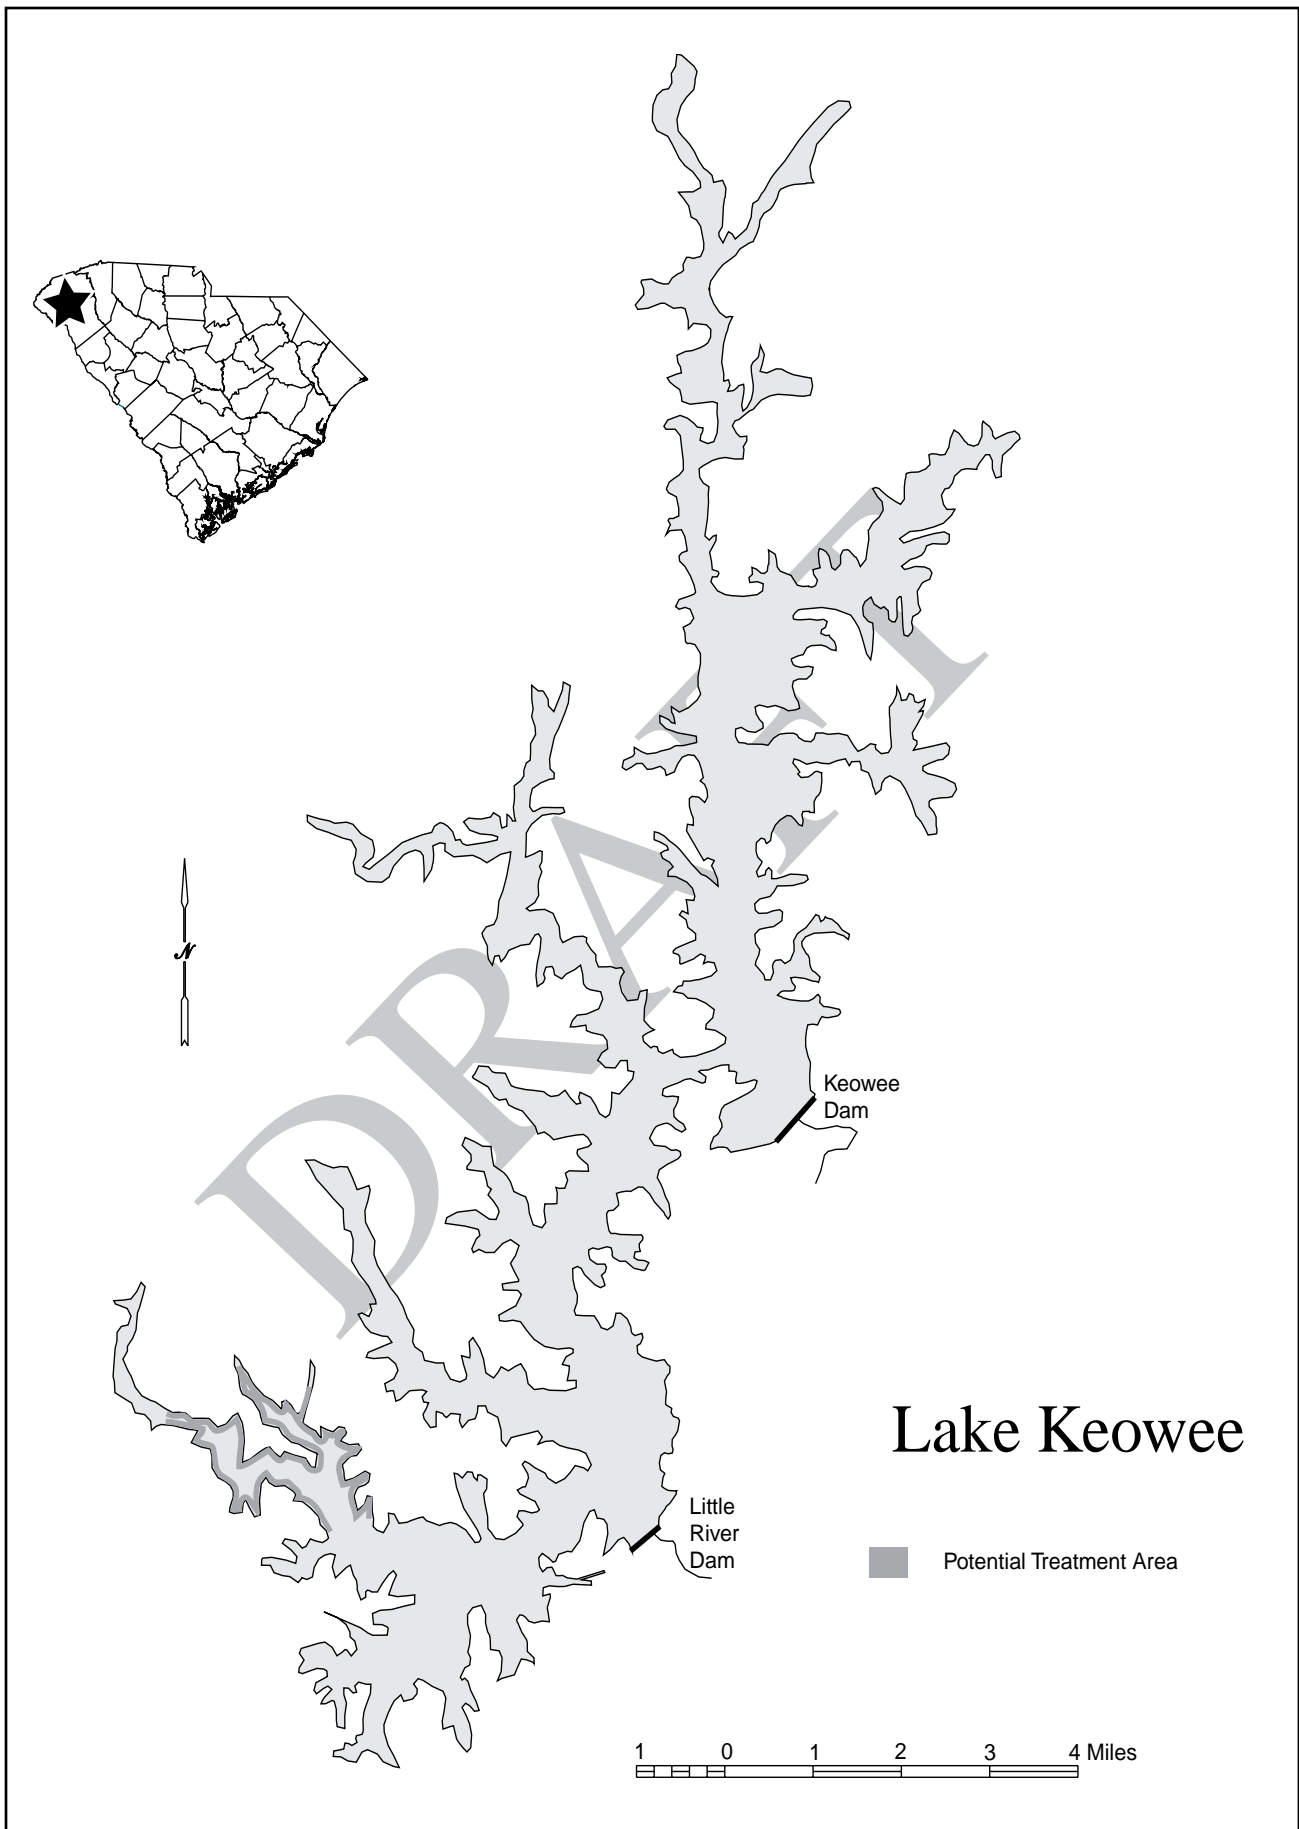 DRAFT
N
Keowee
Dam
Lake Keowee
Little
River
Dam
Potential Treatment Area
1 0 1 2 3 4 Miles